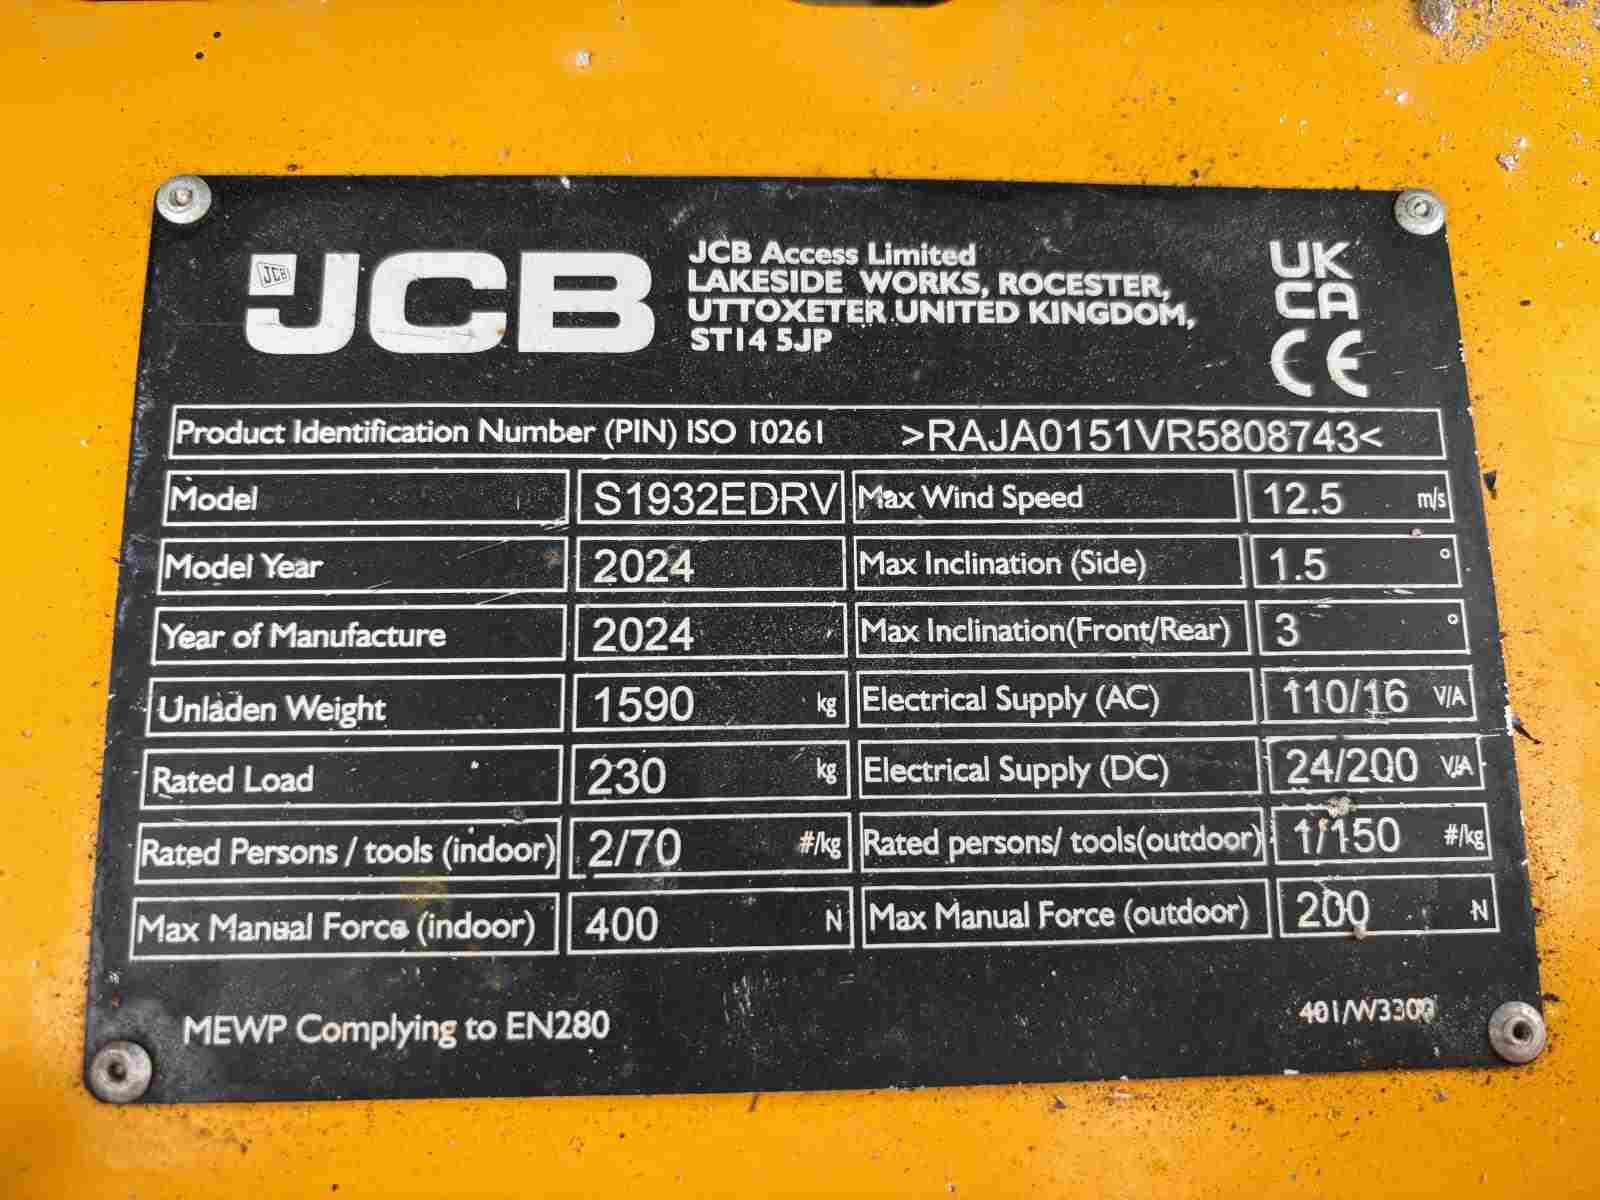 JCB
JCB
JCB Access Limited
LAKESIDE WORKS, ROCESTER,
UTTOXETER UNITED KINGDOM,
ST14 5JP
UK
CA
CE
Product Identification Number (PIN) ISO 10261 >RAJA0151VR5808743<
Model S1932EDRV Max Wind Speed 12.5 m/s
Model Year 2024 Max Inclination (Side) 1.5 °
Year of Manufacture 2024 Max Inclination(Front/Rear) 3 °
Unladen Weight 1590 kg Electrical Supply (AC) 110/16 V/A
Rated Load 230 kg Electrical Supply (DC) 24/200 V/A
Rated Persons / tools (indoor) 2/70 #/kg Rated persons/ tools(outdoor) 1/150 #/kg
Max Manual Force (indoor) 400 N Max Manual Force (outdoor) 200 N
MEWP Complying to EN280
401/W3300